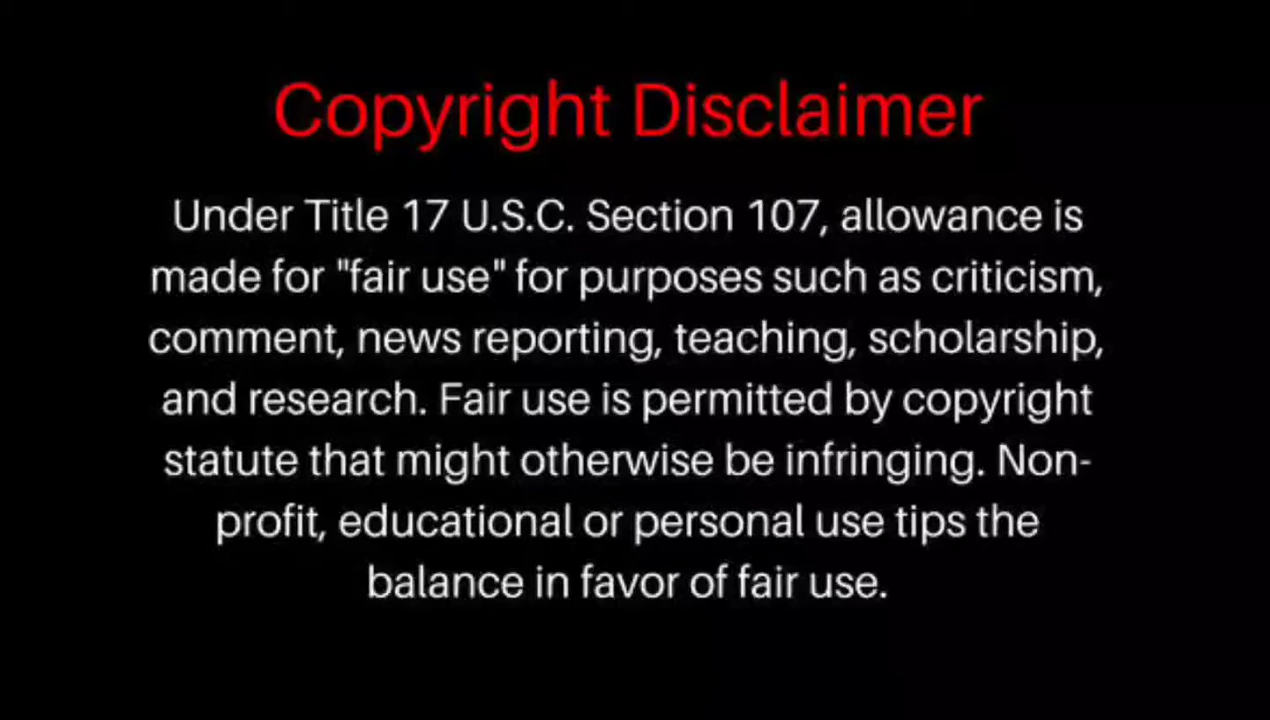 Copyright Disclaimer
Under Title 17 U.S.C. Section 107, allowance is
made for "fair use" for purposes such as criticism,
comment, news reporting, teaching, scholarship,
and research. Fair use is permitted by copyright
statute that might otherwise be infringing. Non-
profit, educational or personal use tips the
balance in favor of fair use.